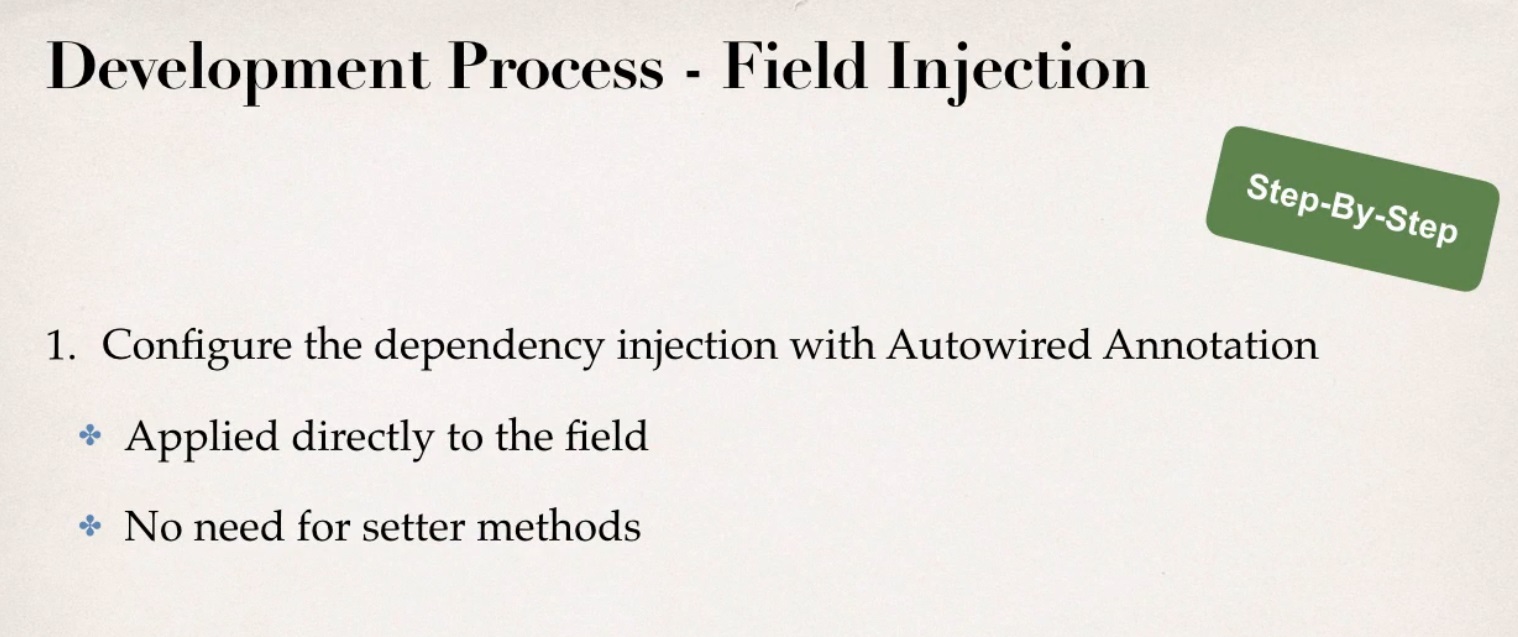 Development Process - Field Injection
Step-By-Step
1. Configure the dependency injection with Autowired Annotation
✤ Applied directly to the field
✤ No need for setter methods